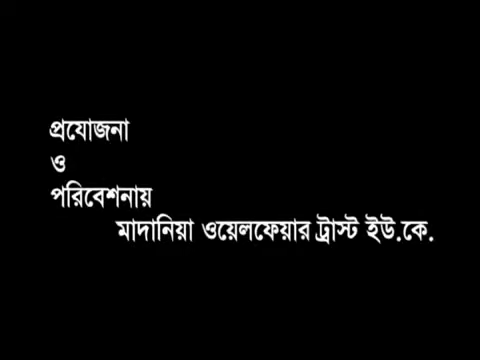 প্রযোজনা
ও
পরিবেশনায়
মাদানিয়া ওয়েলফেয়ার ট্রাস্ট ইউ.কে.